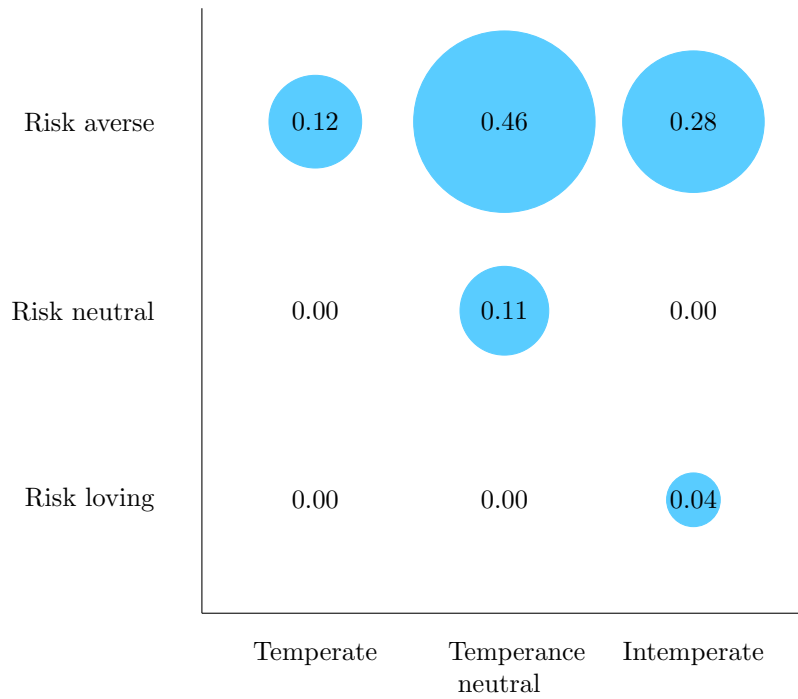 Risk averse 0.12 0.46 0.28
Risk neutral 0.00 0.11 0.00
Risk loving 0.00 0.00 0.04
Temperate Temperance Intemperate
neutral